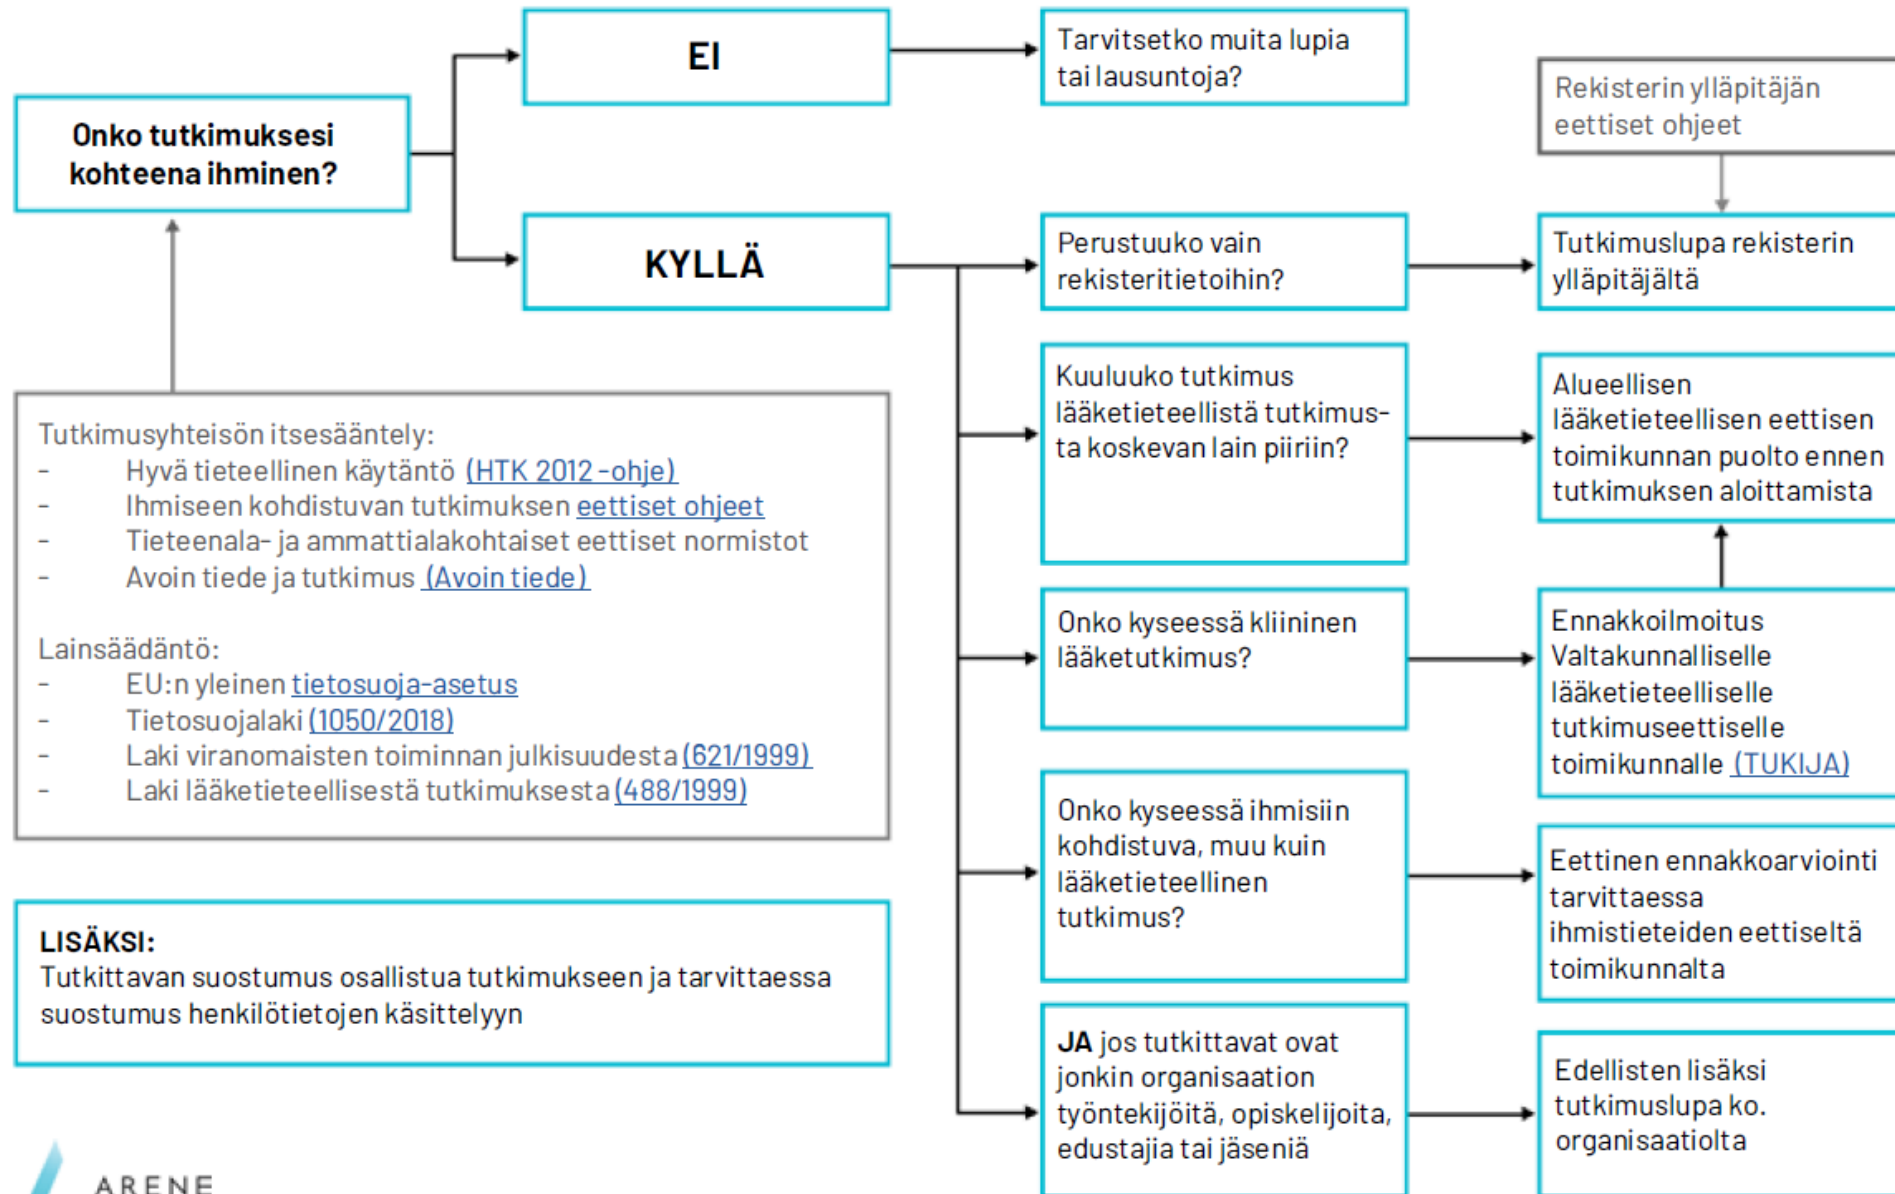 Onko tutkimuksesi
kohteena ihminen?
EI
Tarvitsetko muita lupia
tai lausuntoja?
Rekisterin ylläpitäjän
eettiset ohjeet
KYLLÄ
Perustuuko vain
rekisteritietoihin?
Tutkimuslupa rekisterin
ylläpitäjältä
Kuuluuko tutkimus
lääketieteellistä tutkimus-
ta koskevan lain piiriin?
Alueellisen
lääketieteellisen eettisen
toimikunnan puolto ennen
tutkimuksen aloittamista
Tutkimusyhteisön itsesääntely:
- Hyvä tieteellinen käytäntö (HTK 2012 -ohje)
- Ihmiseen kohdistuvan tutkimuksen eettiset ohjeet
- Tieteenala- ja ammattialakohtaiset eettiset normistot
- Avoin tiede ja tutkimus (Avoin tiede)
Lainsäädäntö:
- EU:n yleinen tietosuoja-asetus
- Tietosuojalaki (1050/2018)
- Laki viranomaisten toiminnan julkisuudesta (621/1999)
- Laki lääketieteellisestä tutkimuksesta (488/1999)
Onko kyseessä kliininen
lääketutkimus?
Ennakkoilmoitus
Valtakunnalliselle
lääketieteelliselle
tutkimuseettiselle
toimikunnalle (TUKIJA)
Onko kyseessä ihmisiin
kohdistuva, muu kuin
lääketieteellinen
tutkimus?
Eettinen ennakkoarviointi
tarvittaessa
ihmistieteiden eettiseltä
toimikunnalta
LISÄKSI:
Tutkittavan suostumus osallistua tutkimukseen ja tarvittaessa
suostumus henkilötietojen käsittelyyn
JA jos tutkittavat ovat
jonkin organisaation
työntekijöitä, opiskelijoita,
edustajia tai jäseniä
Edellisten lisäksi
tutkimuslupa ko.
organisaatiolta
ARENE